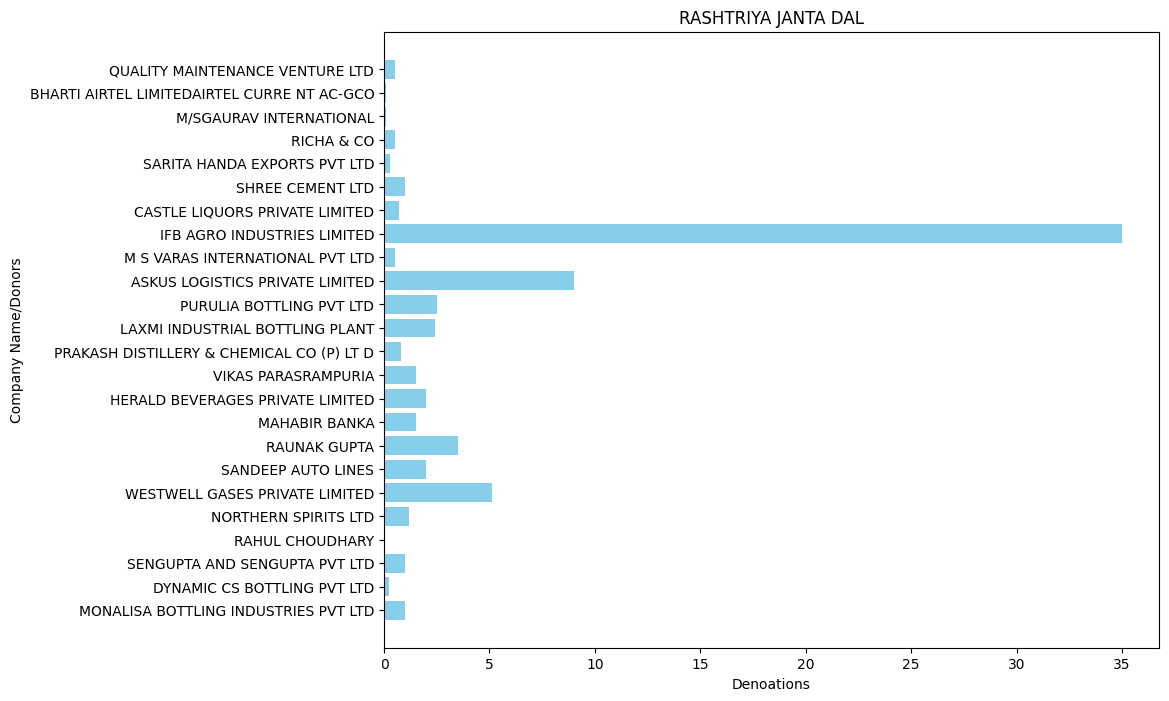 RASHTRIYA JANTA DAL
Company Name/Donors
QUALITY MAINTENANCE VENTURE LTD
BHARTI AIRTEL LIMITEDAIRTEL CURRE NT AC-GCO
M/SGAURAV INTERNATIONAL
RICHA & CO
SARITA HANDA EXPORTS PVT LTD
SHREE CEMENT LTD
CASTLE LIQUORS PRIVATE LIMITED
IFB AGRO INDUSTRIES LIMITED
M S VARAS INTERNATIONAL PVT LTD
ASKUS LOGISTICS PRIVATE LIMITED
PURULIA BOTTLING PVT LTD
LAXMI INDUSTRIAL BOTTLING PLANT
PRAKASH DISTILLERY & CHEMICAL CO (P) LT D
VIKAS PARASRAMPURIA
HERALD BEVERAGES PRIVATE LIMITED
MAHABIR BANKA
RAUNAK GUPTA
SANDEEP AUTO LINES
WESTWELL GASES PRIVATE LIMITED
NORTHERN SPIRITS LTD
RAHUL CHOUDHARY
SENGUPTA AND SENGUPTA PVT LTD
DYNAMIC CS BOTTLING PVT LTD
MONALISA BOTTLING INDUSTRIES PVT LTD
0 5 10 15 20 25 30 35
Denoations